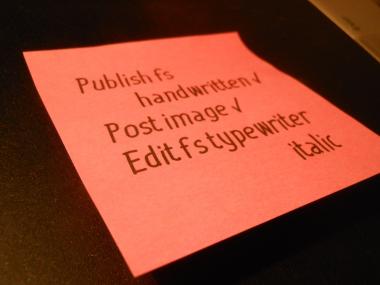 Publish fs
handwritten ✓
Post image ✓
Edit fs typewriter
italic